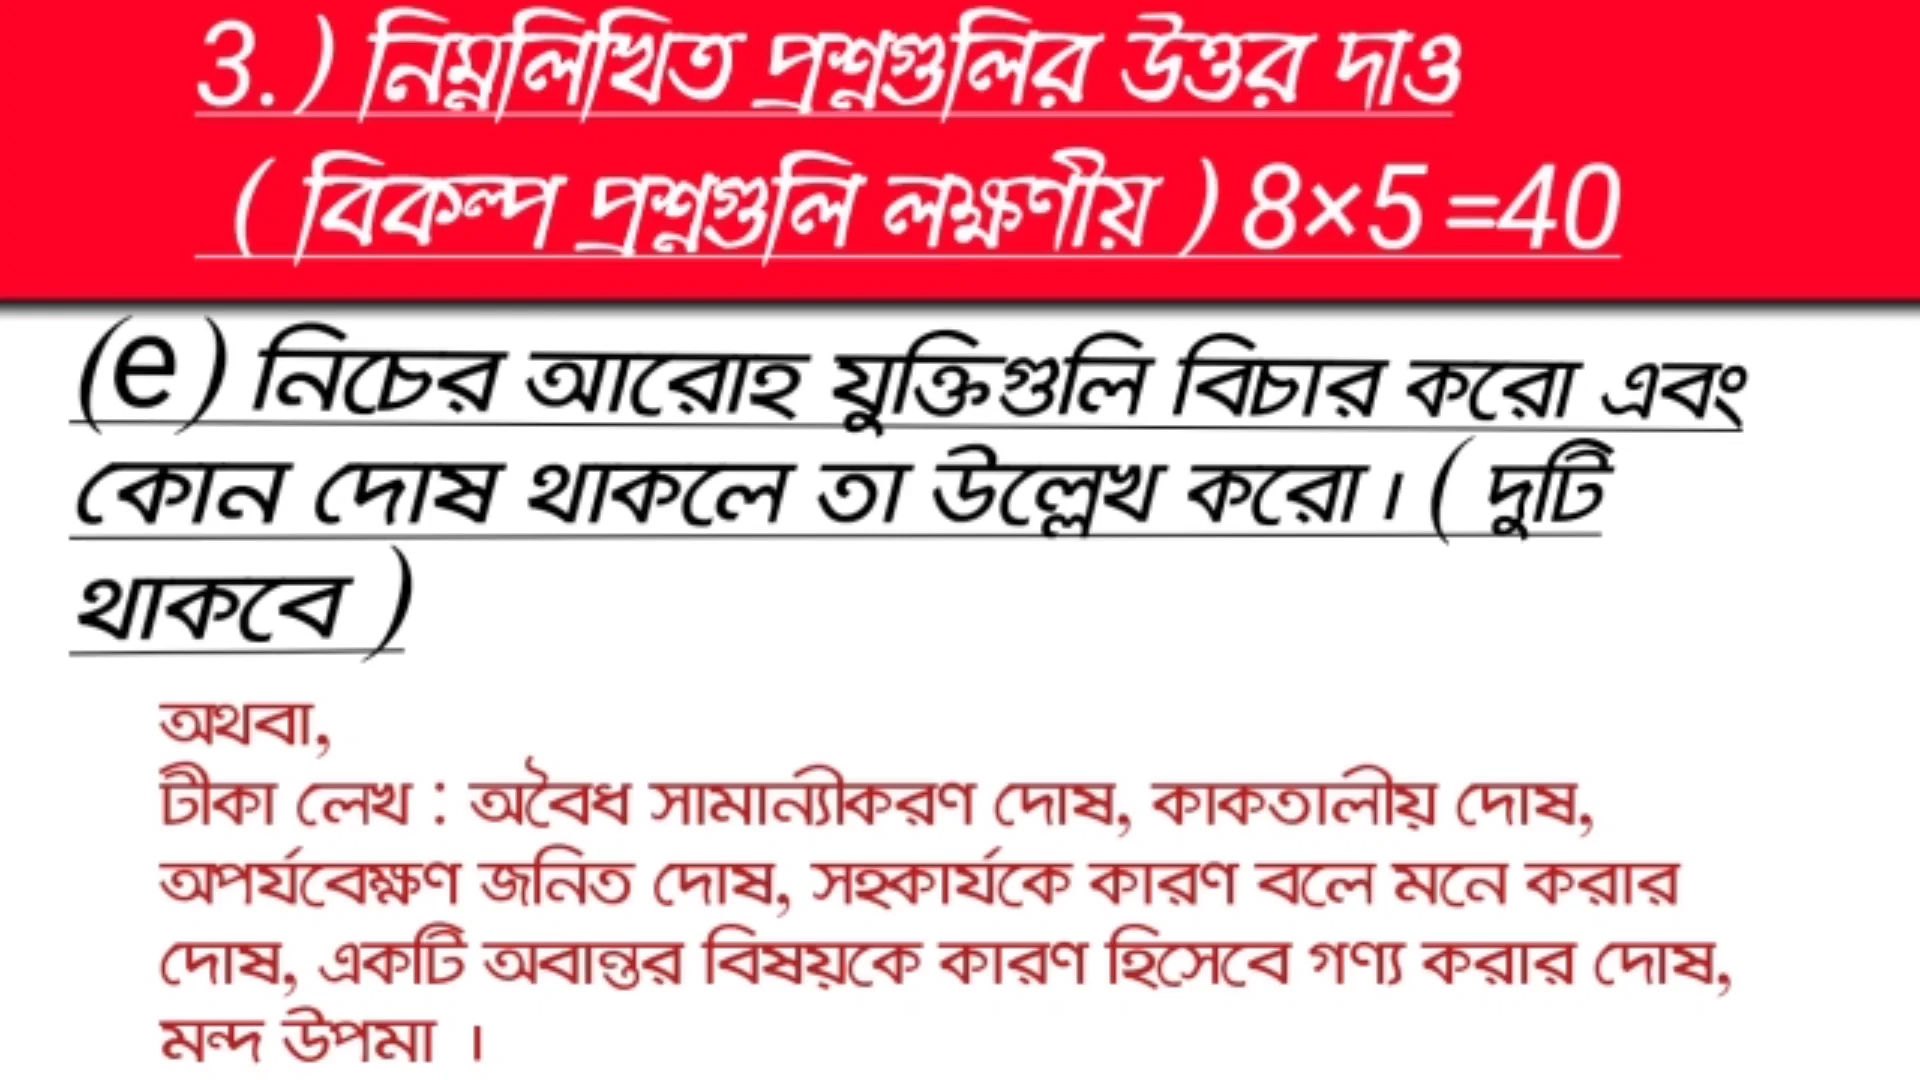 3.) নিম্নলিখিত প্রশ্নগুলির উত্তর দাও
( বিকল্প প্রশ্নগুলি লক্ষণীয় ) 8×5=40
(e) নিচের আরোহ যুক্তিগুলি বিচার করো এবং
কোন দোষ থাকলে তা উল্লেখ করো। ( দুটি
থাকবে )
অথবা,
টীকা লেখ : অবৈধ সামান্যীকরণ দোষ, কাকতালীয় দোষ,
অপর্যবেক্ষণ জনিত দোষ, সহকার্যকে কারণ বলে মনে করার
দোষ, একটি অবান্তর বিষয়কে কারণ হিসেবে গণ্য করার দোষ,
মন্দ উপমা ।